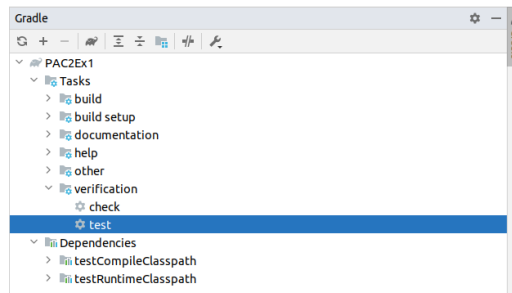 Gradle
PAC2Ex1
Tasks
build
build setup
documentation
help
other
verification
check
test
Dependencies
testCompileClasspath
testRuntimeClasspath